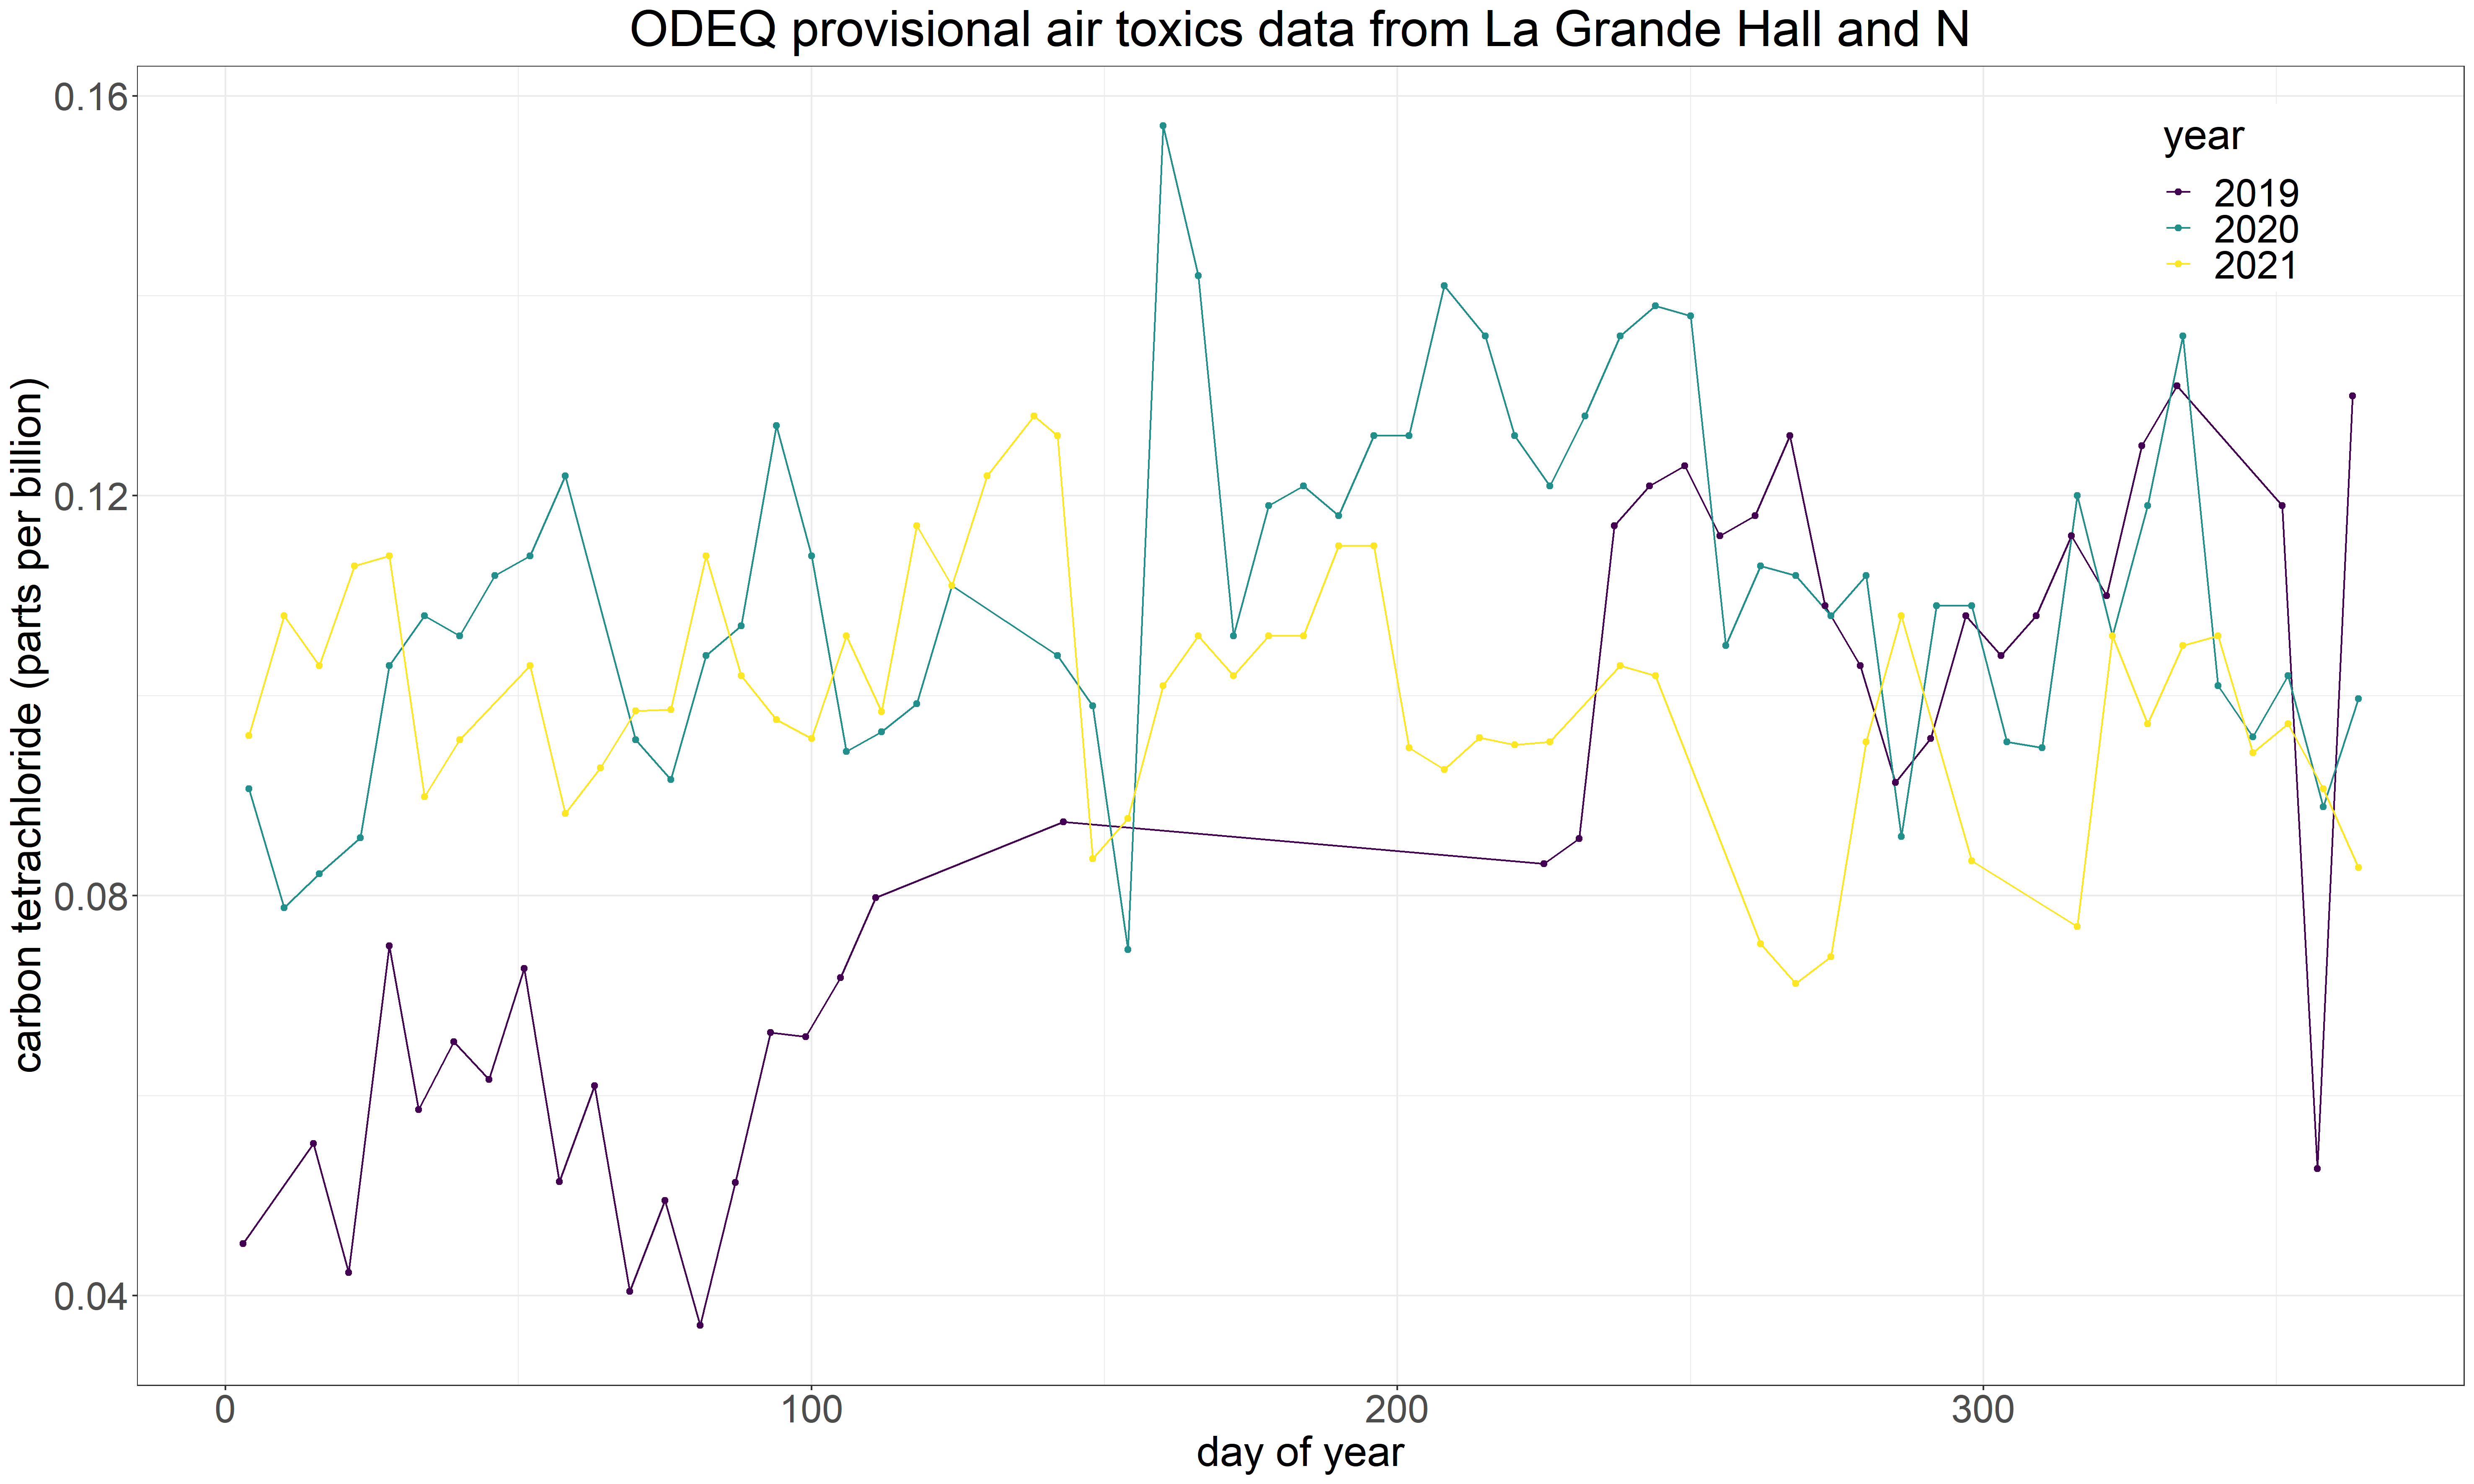 ODEQ provisional air toxics data from La Grande Hall and N
carbon tetrachloride (parts per billion)
0.16
0.12
0.08
0.04
year
2019
2020
2021
0
100
200
300
day of year